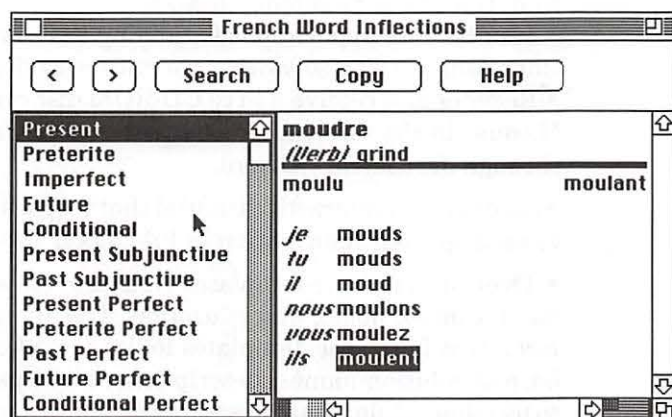 French Word Inflections
< > Search Copy Help
Present
Preterite
Imperfect
Future
Conditional
Present Subjunctive
Past Subjunctive
Present Perfect
Preterite Perfect
Past Perfect
Future Perfect
Conditional Perfect
moudre
(Verb) grind
moulu moulant
je mouds
tu mouds
il moud
nous moulons
vous moulez
ils moulent